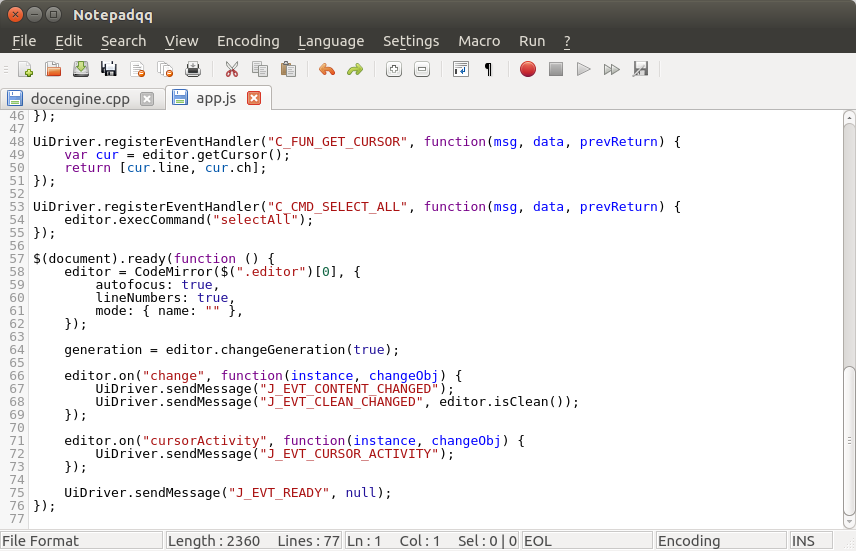 Notepadqq
File Edit Search View Encoding Language Settings Macro Run ?
docengine.cpp app.js
46 });
47
48 UiDriver.registerEventHandler("C_FUN_GET_CURSOR", function(msg, data, prevReturn) {
49     var cur = editor.getCursor();
50     return [cur.line, cur.ch];
51 });
52
53 UiDriver.registerEventHandler("C_CMD_SELECT_ALL", function(msg, data, prevReturn) {
54     editor.execCommand("selectAll");
55 });
56
57 $(document).ready(function () {
58     editor = CodeMirror($(".editor")[0], {
59         autofocus: true,
60         lineNumbers: true,
61         mode: { name: "" },
62     });
63
64     generation = editor.changeGeneration(true);
65
66     editor.on("change", function(instance, changeObj) {
67         UiDriver.sendMessage("J_EVT_CONTENT_CHANGED");
68         UiDriver.sendMessage("J_EVT_CLEAN_CHANGED", editor.isClean());
69     });
70
71     editor.on("cursorActivity", function(instance, changeObj) {
72         UiDriver.sendMessage("J_EVT_CURSOR_ACTIVITY");
73     });
74
75     UiDriver.sendMessage("J_EVT_READY", null);
76 });
77
File Format Length : 2360 Lines : 77 Ln : 1 Col : 1 Sel : 0 | 0 EOL Encoding INS